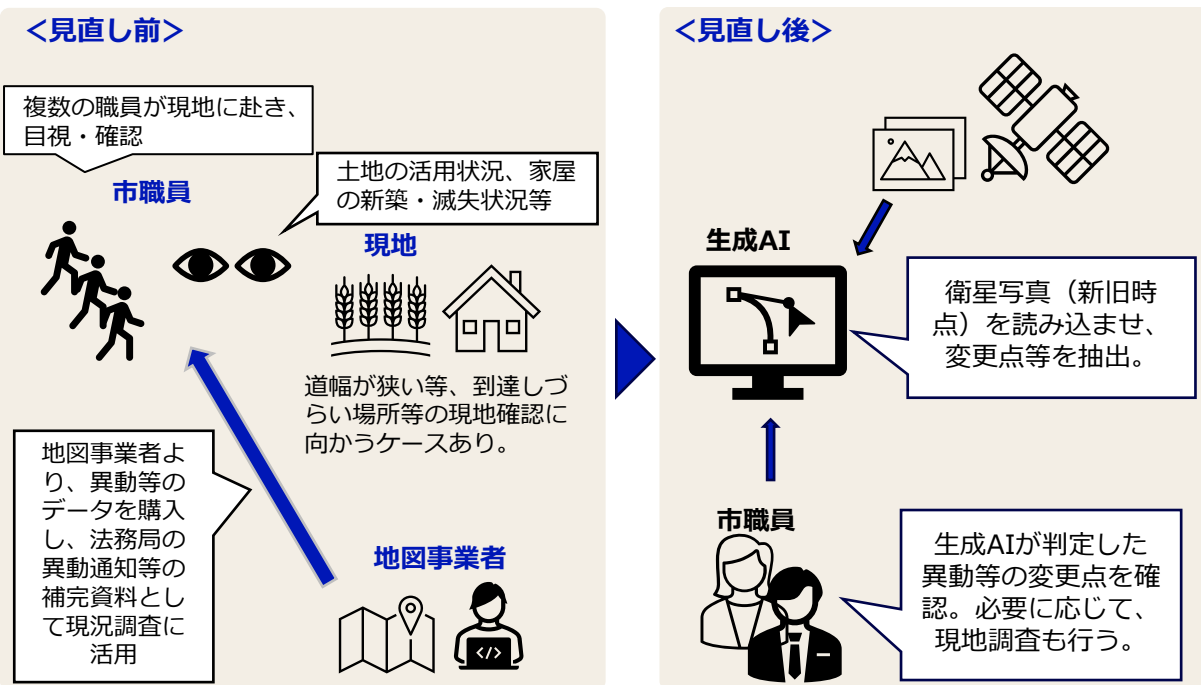 ＜見直し前＞
複数の職員が現地に赴き、
目視・確認
市職員
土地の活用状況、家屋
の新築・滅失状況等
現地
道幅が狭い等、到達しづ
らい場所等の現地確認に
向かうケースあり。
地図事業者よ
り、異動等の
データを購入
し、法務局の
異動通知等の
補完資料とし
て現況調査に
活用
地図事業者
</>
＜見直し後＞
生成AI
衛星写真（新旧時
点）を読み込ませ、
変更点等を抽出。
市職員
生成AIが判定した
異動等の変更点を確
認。必要に応じて、
現地調査も行う。